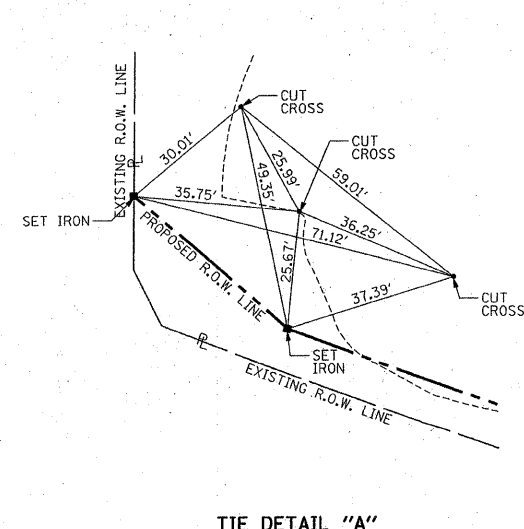 EXISTING R.O.W. LINE
CUT
CROSS
CUT
CROSS
30.01'
25.99'
49.35'
59.01'
35.75'
36.25'
71.12'
SET IRON
PROPOSED R.O.W. LINE
25.67'
37.39'
CUT
CROSS
SET
IRON
EXISTING R.O.W. LINE
TIE DETAIL "A"